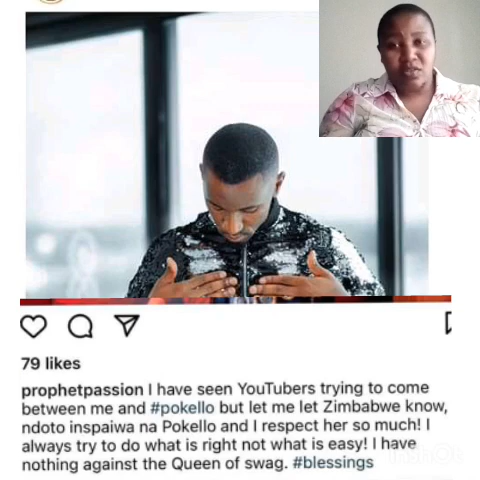 79 likes
prophetpassion I have seen YouTubers trying to come
between me and #pokello but let me let Zimbabwe know,
ndoto inspaiwa na Pokello and I respect her so much! I
always try to do what is right not what is easy! I have
nothing against the Queen of swag. #blessings